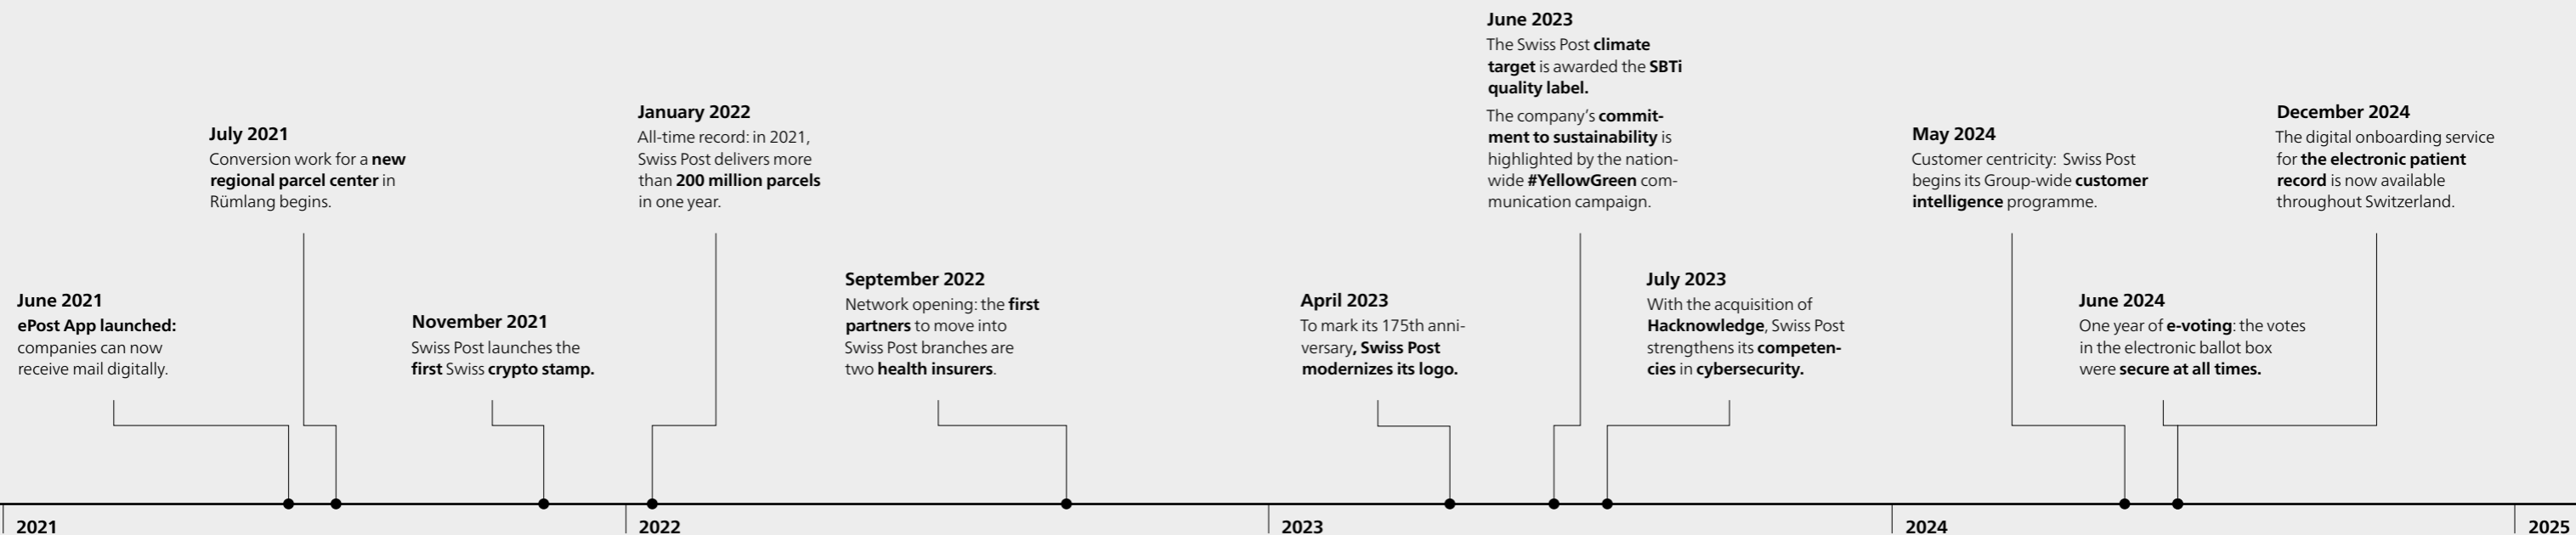 June 2021
ePost App launched:
companies can now
receive mail digitally.
July 2021
Conversion work for a new
regional parcel center in
Rümlang begins.
November 2021
Swiss Post launches the
first Swiss crypto stamp.
January 2022
All-time record: in 2021,
Swiss Post delivers more
than 200 million parcels
in one year.
September 2022
Network opening: the first
partners to move into
Swiss Post branches are
two health insurers.
April 2023
To mark its 175th anni-
versary, Swiss Post
modernizes its logo.
June 2023
The Swiss Post climate
target is awarded the SBTi
quality label.
The company’s commit-
ment to sustainability is
highlighted by the nation-
wide #YellowGreen com-
munication campaign.
July 2023
With the acquisition of
Hacknowledge, Swiss Post
strengthens its competen-
cies in cybersecurity.
May 2024
Customer centricity: Swiss Post
begins its Group-wide customer
intelligence programme.
June 2024
One year of e-voting: the votes
in the electronic ballot box
were secure at all times.
December 2024
The digital onboarding service
for the electronic patient
record is now available
throughout Switzerland.
2021
2022
2023
2024
2025